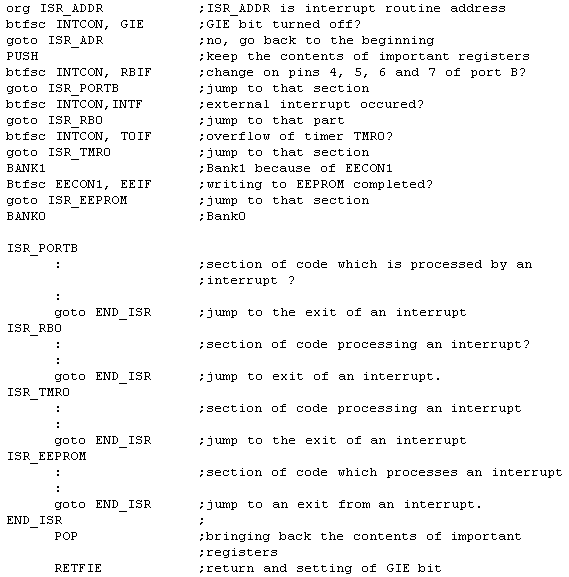 org ISR_ADDR ;ISR_ADDR is interrupt routine address
btfsc INTCON, GIE ;GIE bit turned off?
goto ISR_ADR ;no, go back to the beginning
PUSH ;keep the contents of important registers
btfsc INTCON, RBIF ;change on pins 4, 5, 6 and 7 of port B?
goto ISR_PORTB ;jump to that section
btfsc INTCON,INTF ;external interrupt occured?
goto ISR_RB0 ;jump to that part
btfsc INTCON, TOIF ;overflow of timer TMR0?
goto ISR_TMR0 ;jump to that section
BANK1 ;Bank1 because of EECON1
Btfsc EECON1, EEIF ;writing to EEPROM completed?
goto ISR_EEPROM ;jump to that section
BANK0 ;Bank0
ISR_PORTB
: ;section of code which is processed by an
;interrupt ?
:
goto END_ISR ;jump to the exit of an interrupt
ISR_RB0
: ;section of code processing an interrupt?
:
goto END_ISR ;jump to exit of an interrupt.
ISR_TMR0
: ;section of code processing an interrupt
:
goto END_ISR ;jump to the exit of an interrupt
ISR_EEPROM
: ;section of code which processes an interrupt
:
goto END_ISR ;jump to an exit from an interrupt.
END_ISR ;
POP ;bringing back the contents of important
;registers
RETFIE ;return and setting of GIE bit